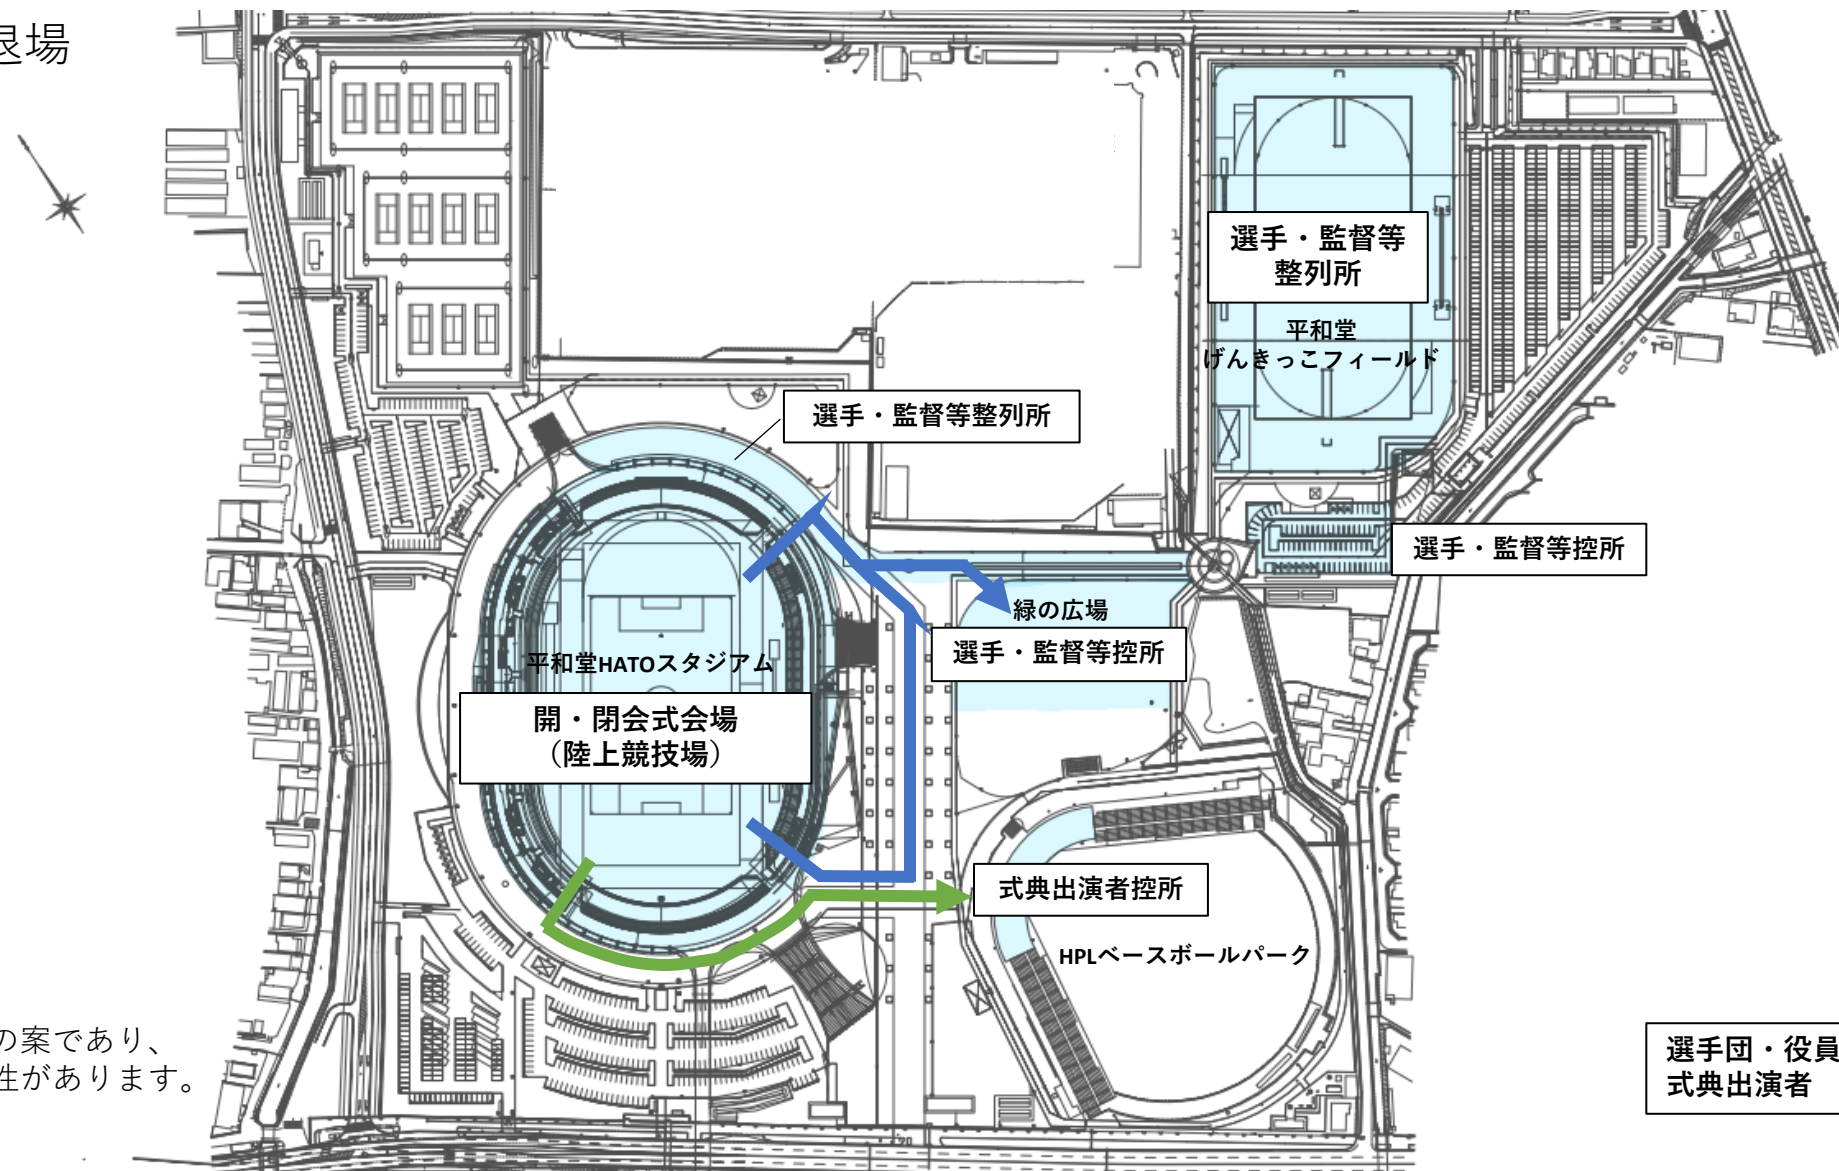 退場
選手・監督等
整列所
平和堂
げんきっこフィールド
選手・監督等整列所
選手・監督等控所
緑の広場
選手・監督等控所
平和堂HATOスタジアム
開・閉会式会場
（陸上競技場）
式典出演者控所
HPLベースボールパーク
の案であり、
性があります。
選手団・役員
式典出演者